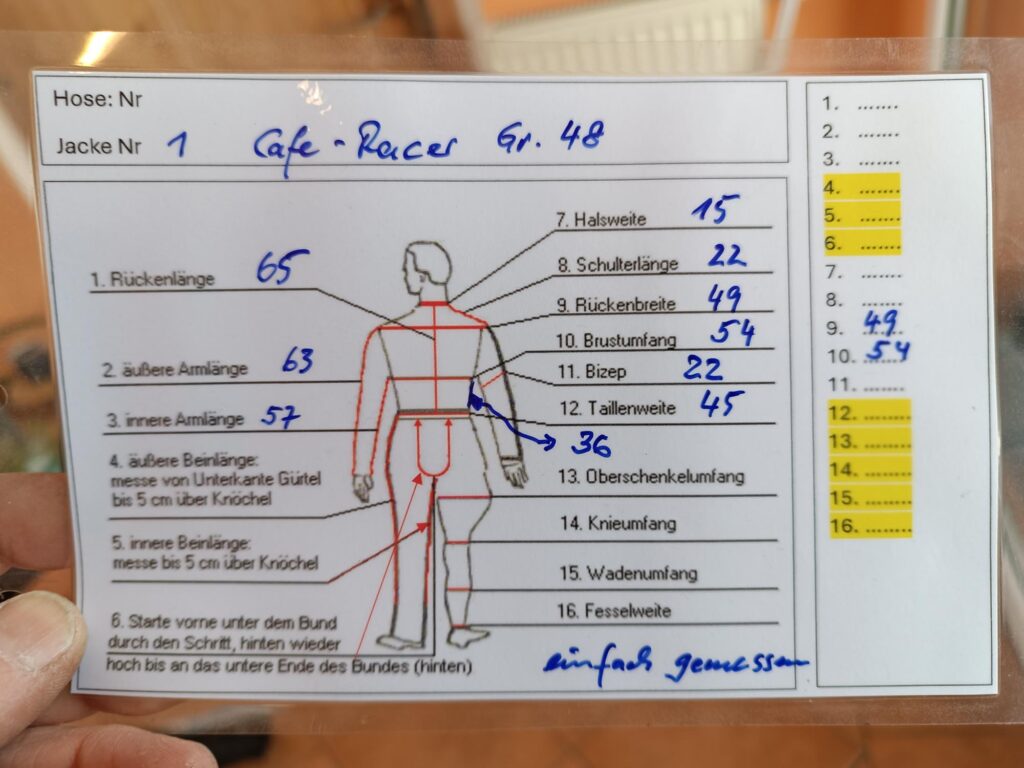 Hose: Nr
Jacke Nr 1 Cafe-Racer Gr. 48
1. Rückenlänge 65
2. äußere Armlänge 63
3. innere Armlänge 57
4. äußere Beinlänge:
messe von Unterkante Gürtel
bis 5 cm über Knöchel
5. innere Beinlänge:
messe bis 5 cm über Knöchel
6. Starte vorne unter dem Bund
durch den Schritt, hinten wieder
hoch bis an das untere Ende des Bundes (hinten)
7. Halsweite 15
8. Schulterlänge 22
9. Rückenbreite 49
10. Brustumfang 54
11. Bizep 22
12. Taillenweite 45
36
13. Oberschenkelumfang
14. Knieumfang
15. Wadenumfang
16. Fesselweite
einfach gemessen
1. .......
2. .......
3. .......
4. .......
5. .......
6. .......
7. .......
8. .......
9. 49
10. 54
11. .......
12. ........
13. ........
14. ........
15. ........
16. ........